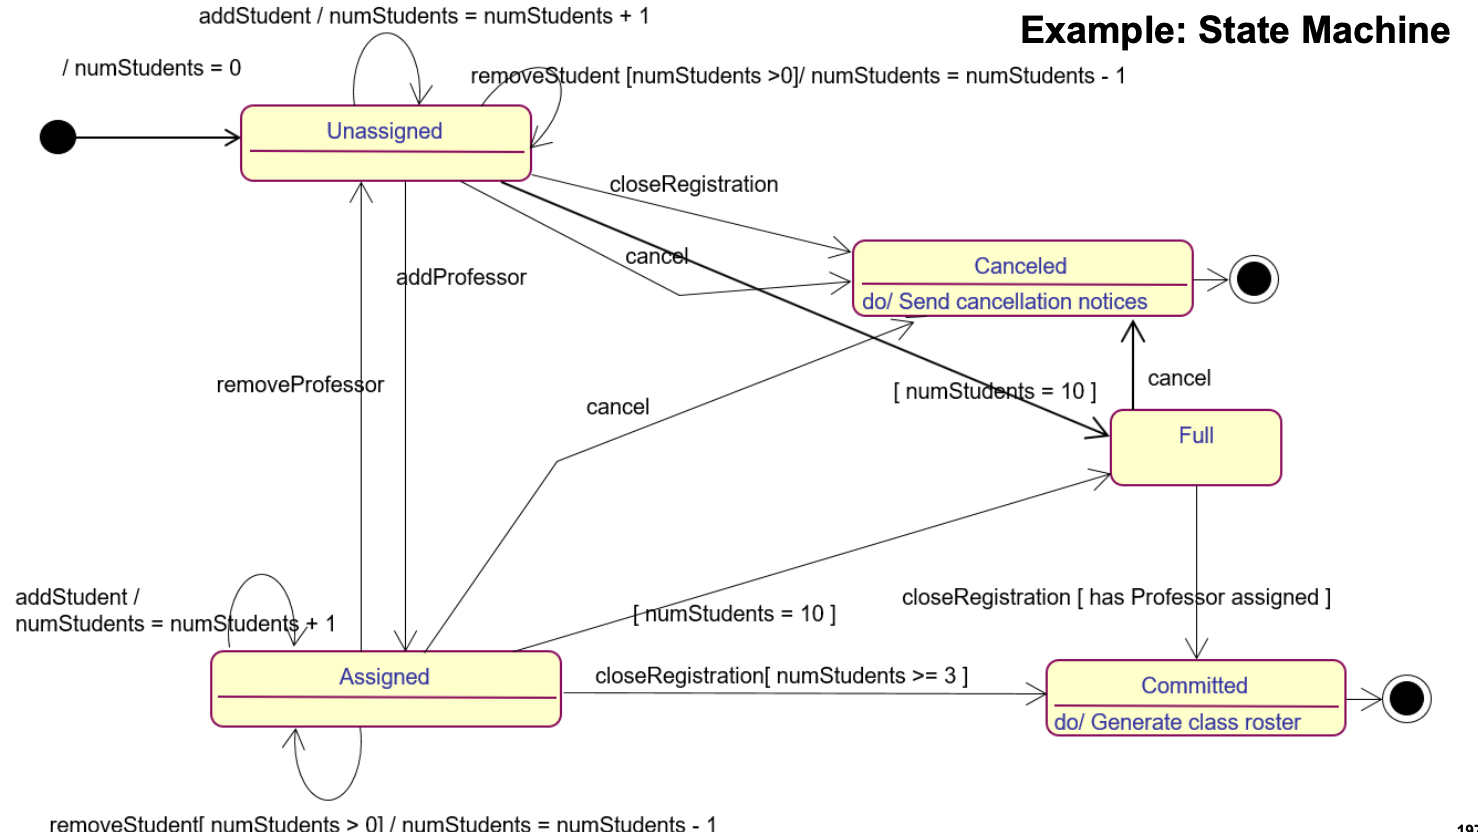 addStudent / numStudents = numStudents + 1
Example: State Machine
/ numStudents = 0
removeStudent [numStudents >0]/ numStudents = numStudents - 1
Unassigned
closeRegistration
cancel
addProfessor
Canceled
do/ Send cancellation notices
removeProfessor
cancel
[ numStudents = 10 ]
cancel
Full
addStudent /
numStudents = numStudents + 1
[ numStudents = 10 ]
closeRegistration [ has Professor assigned ]
Assigned
closeRegistration[ numStudents >= 3 ]
Committed
do/ Generate class roster
removeStudent[ numStudents > 0] / numStudents = numStudents - 1
197